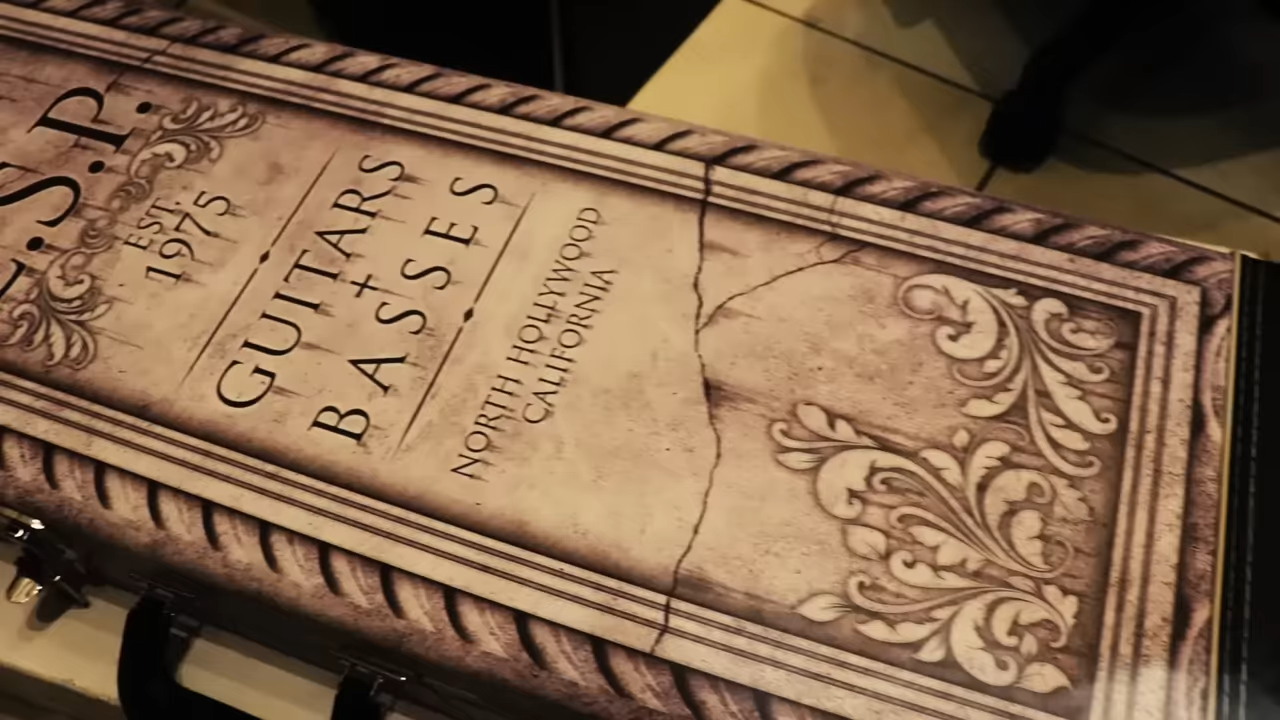 .S.P.
EST.
1975
GUITARS
+
BASSES
NORTH HOLLYWOOD
CALIFORNIA